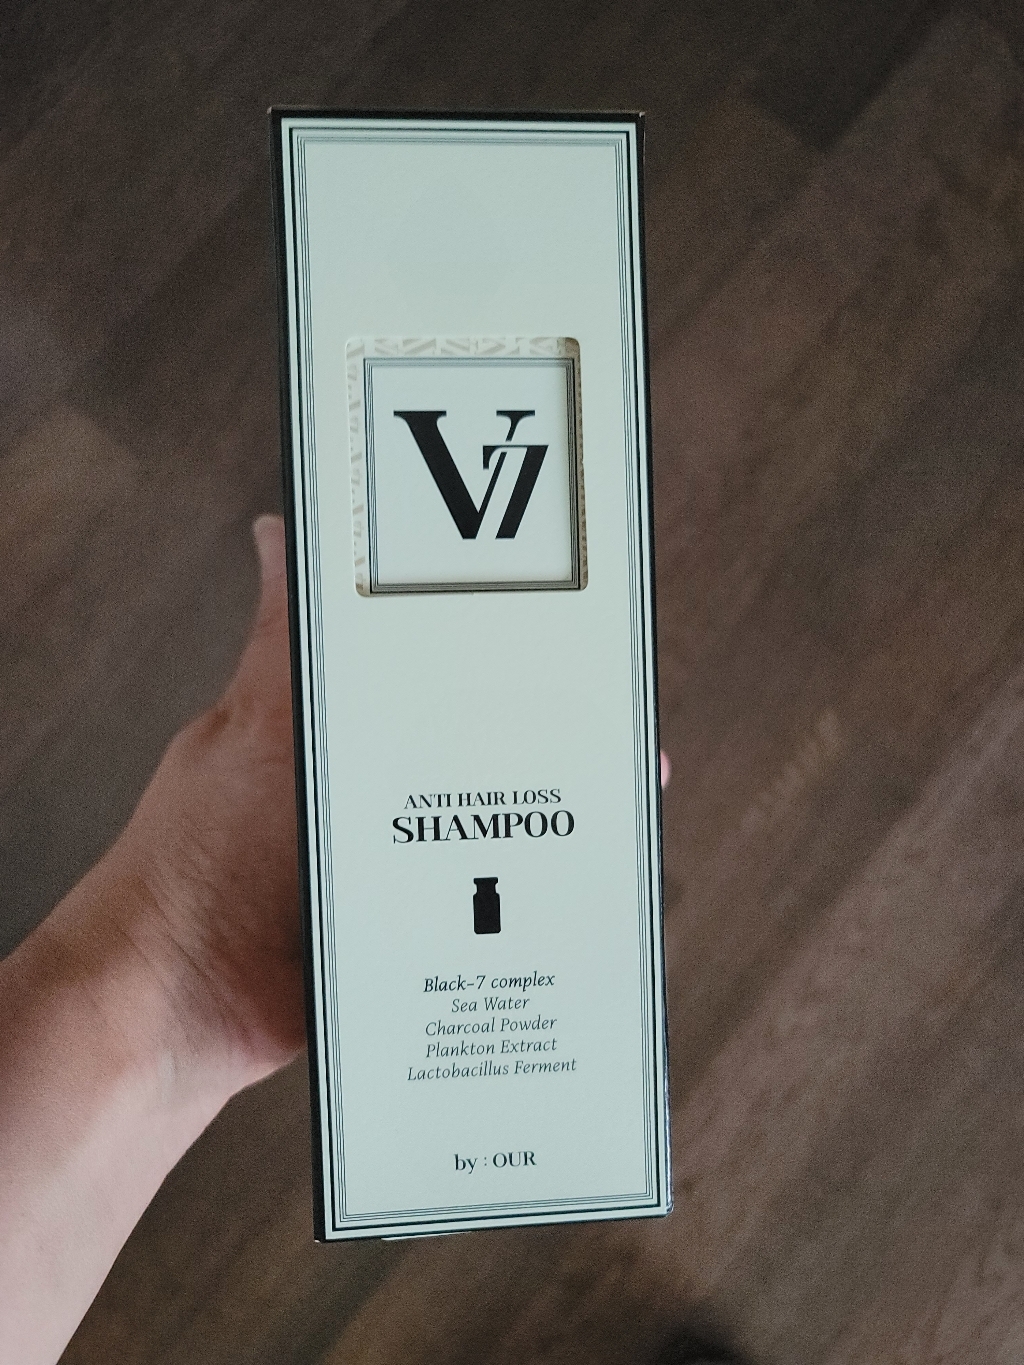 V7
ANTI HAIR LOSS
SHAMPOO
Black-7 complex
Sea Water
Charcoal Powder
Plankton Extract
Lactobacillus Ferment
by : OUR